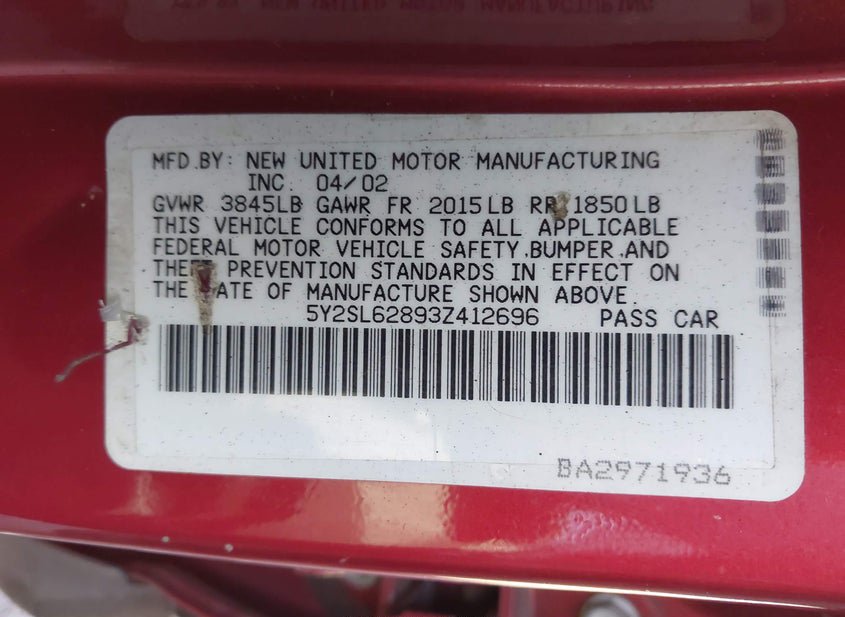 MFD.BY: NEW UNITED MOTOR MANUFACTURING
INC. 04/02
GVWR 3845LB GAWR FR 2015LB RR 1850LB
THIS VEHICLE CONFORMS TO ALL APPLICABLE
FEDERAL MOTOR VEHICLE SAFETY,BUMPER,AND
THEFT PREVENTION STANDARDS IN EFFECT ON
THE DATE OF MANUFACTURE SHOWN ABOVE.
5Y2SL62893Z412696 PASS CAR
BA2971936